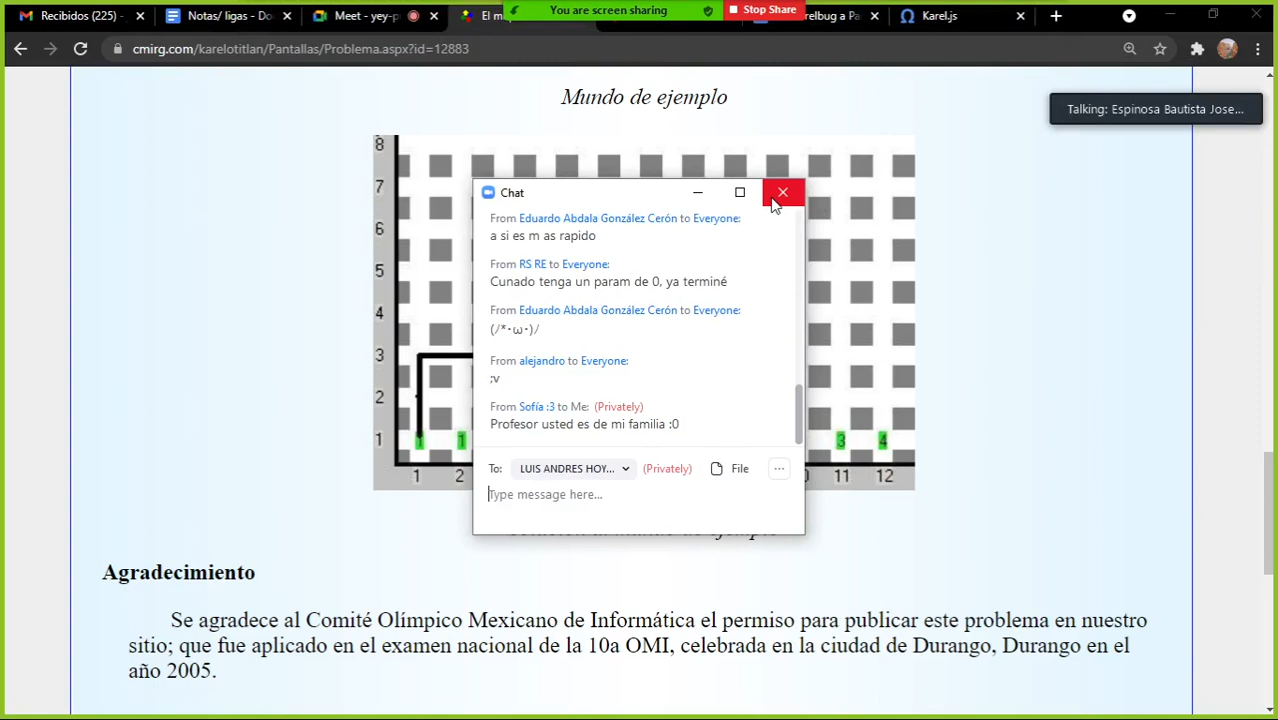 Recibidos (225) -
Notas/ ligas - Do
Meet - yey-p
El m
You are screen sharing
Stop Share
relbug a Pa
Karel.js
cmirg.com/karelotitlan/Pantallas/Problema.aspx?id=12883
Mundo de ejemplo
Talking: Espinosa Bautista Jose...
8
7
6
5
4
3
2
1
1
1
3
4
1
2
11
12
Chat
From Eduardo Abdala González Cerón to Everyone:
a si es m as rapido
From RS RE to Everyone:
Cunado tenga un param de 0, ya terminé
From Eduardo Abdala González Cerón to Everyone:
(/*･ω･)/
From alejandro to Everyone:
;v
From Sofía :3 to Me: (Privately)
Profesor usted es de mi familia :0
To: LUIS ANDRES HOY... (Privately) File
Type message here...
Agradecimiento
Se agradece al Comité Olímpico Mexicano de Informática el permiso para publicar este problema en nuestro
sitio; que fue aplicado en el examen nacional de la 10a OMI, celebrada en la ciudad de Durango, Durango en el
año 2005.